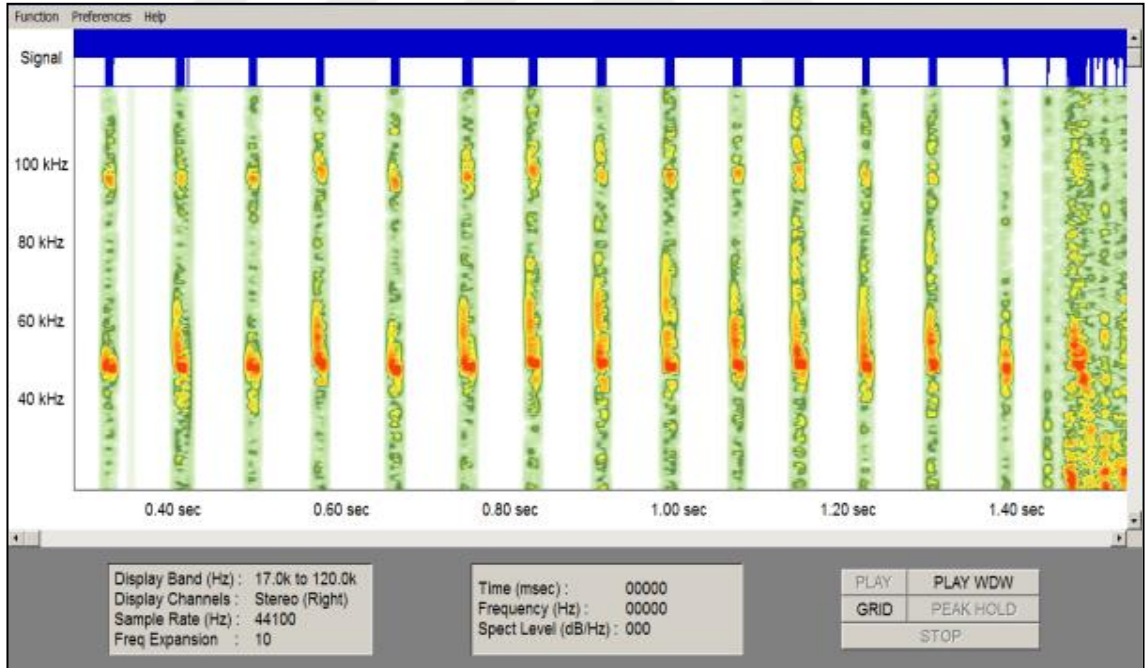 Function Preferences Help
Signal
100 kHz
80 kHz
60 kHz
40 kHz
0.40 sec 0.60 sec 0.80 sec 1.00 sec 1.20 sec 1.40 sec
Display Band (Hz) : 17.0k to 120.0k
Display Channels : Stereo (Right)
Sample Rate (Hz) : 44100
Freq Expansion : 10
Time (msec) : 00000
Frequency (Hz) : 00000
Spect Level (dB/Hz) : 000
PLAY PLAY WDW
GRID PEAK HOLD
STOP